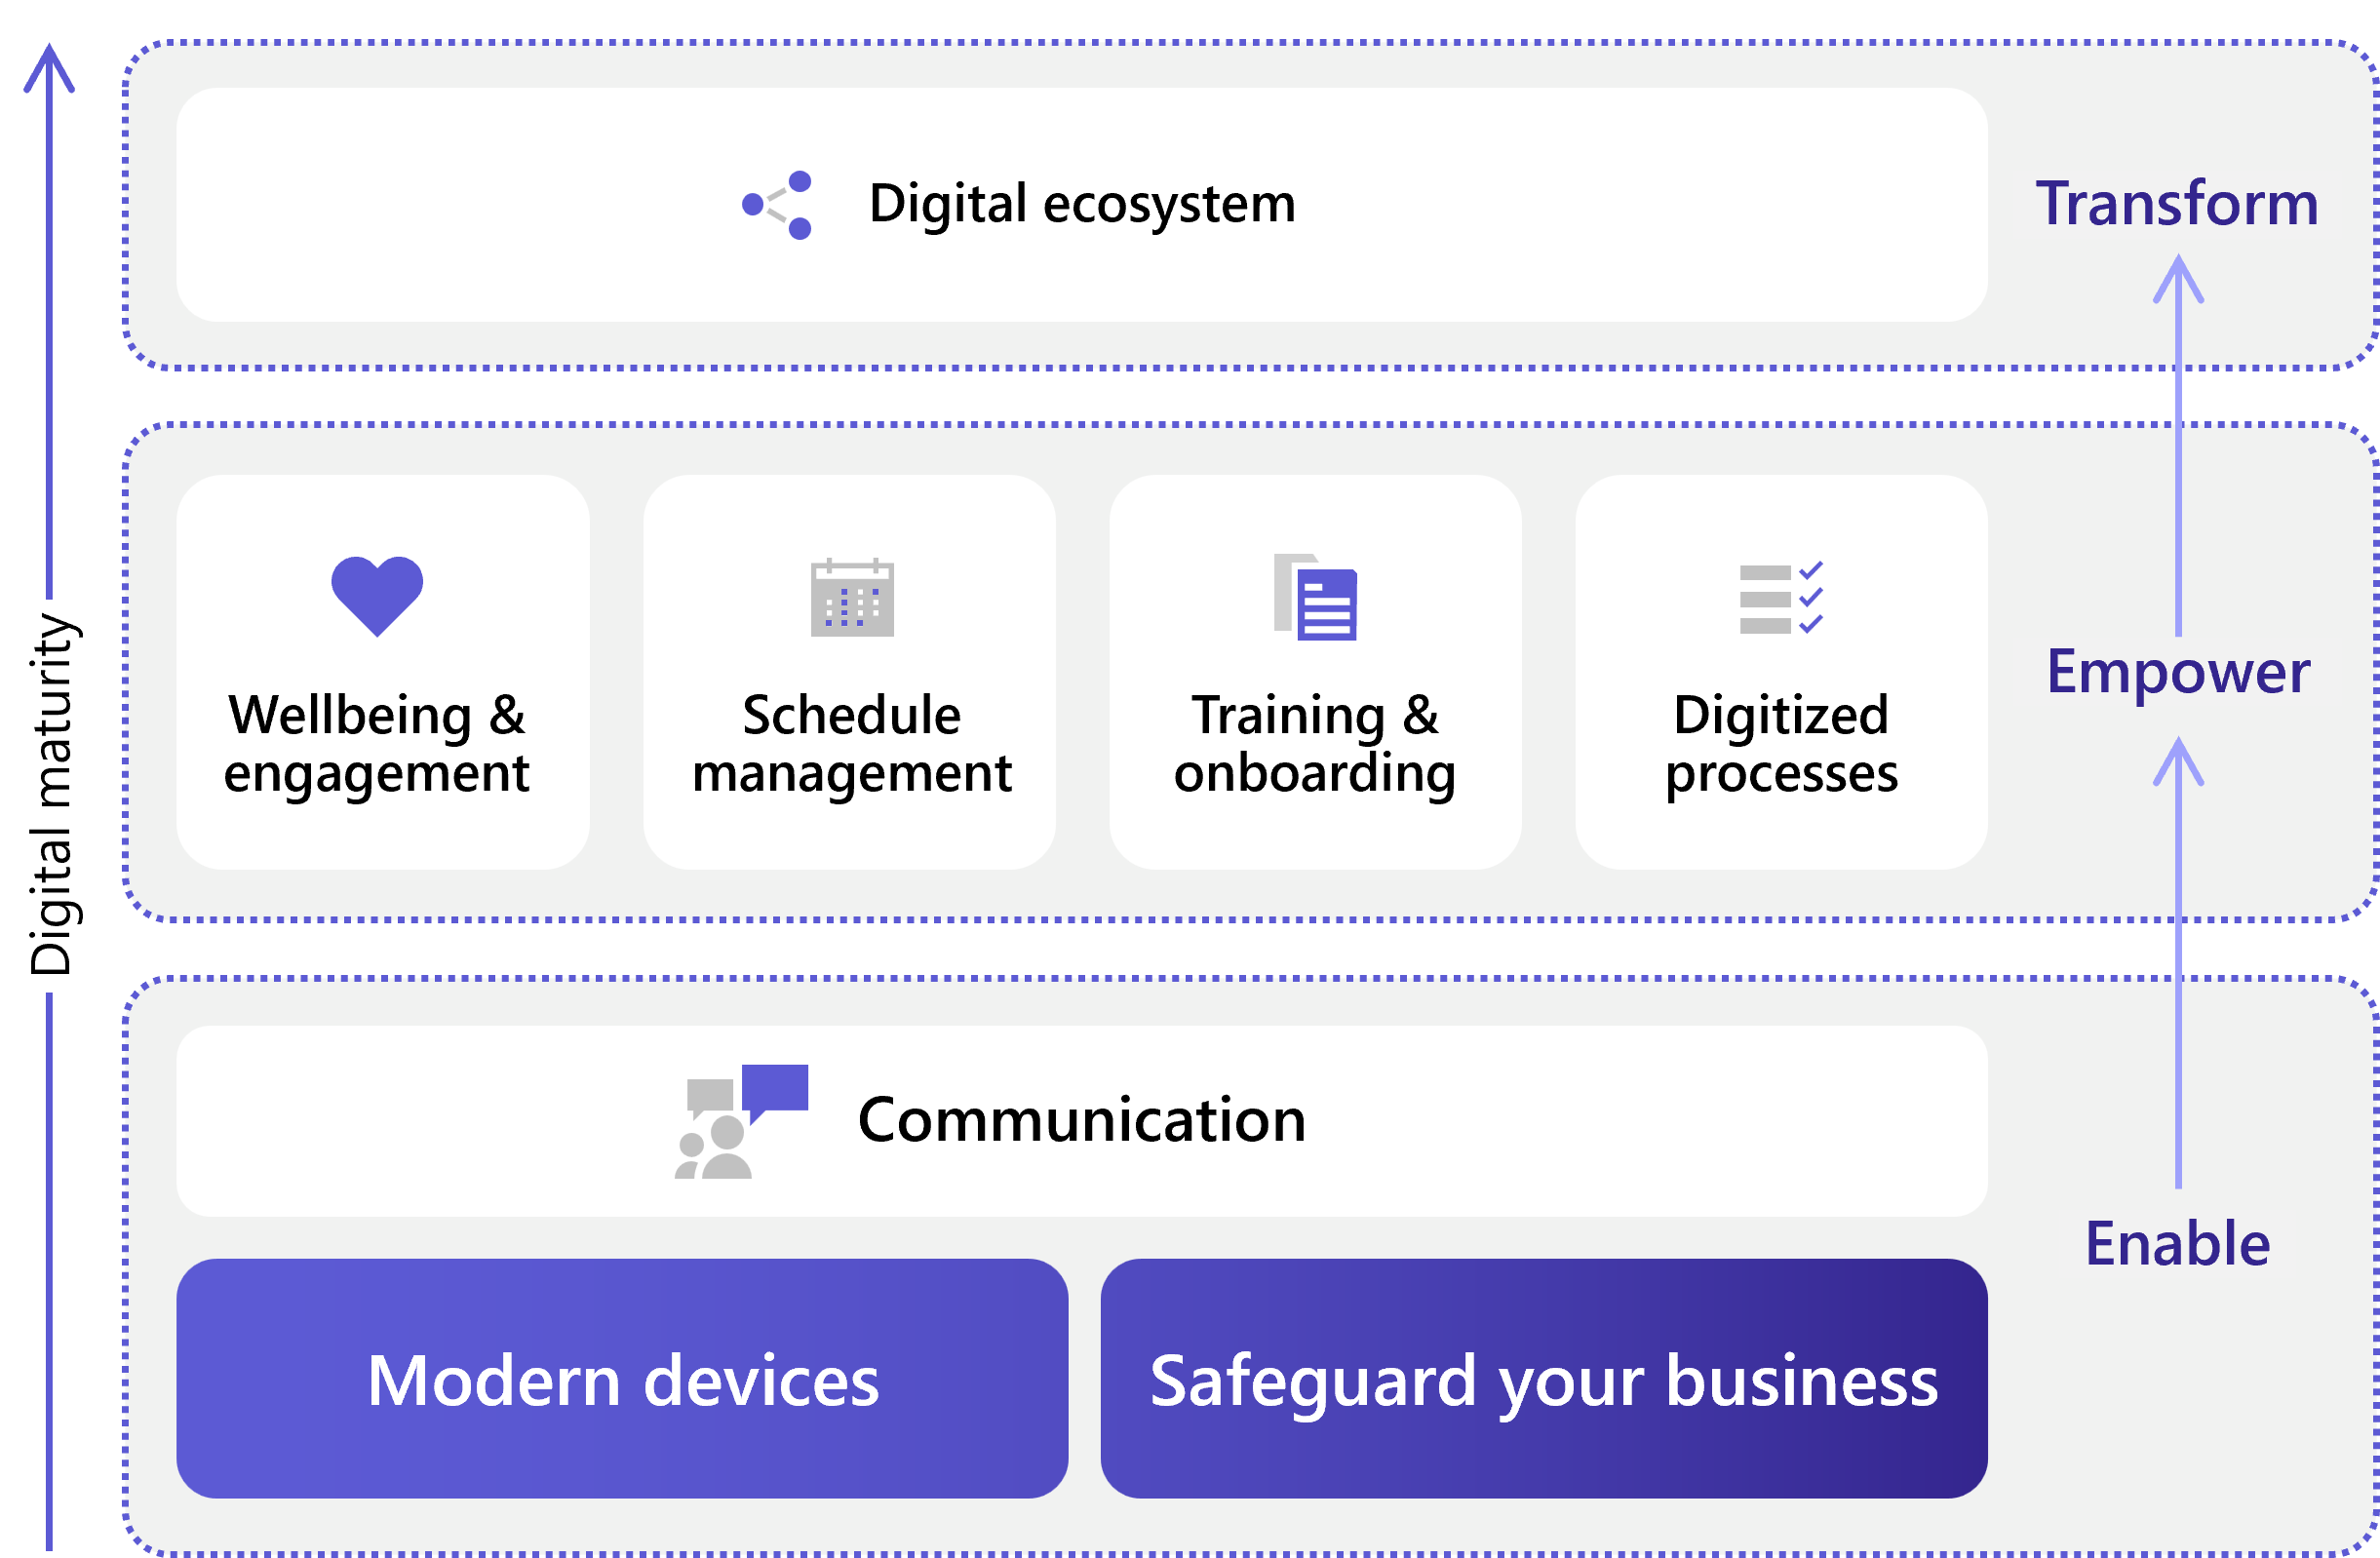 Digital maturity
Digital ecosystem
Transform
Wellbeing &
engagement
Schedule
management
Training &
onboarding
Digitized
processes
Empower
Communication
Enable
Modern devices
Safeguard your business